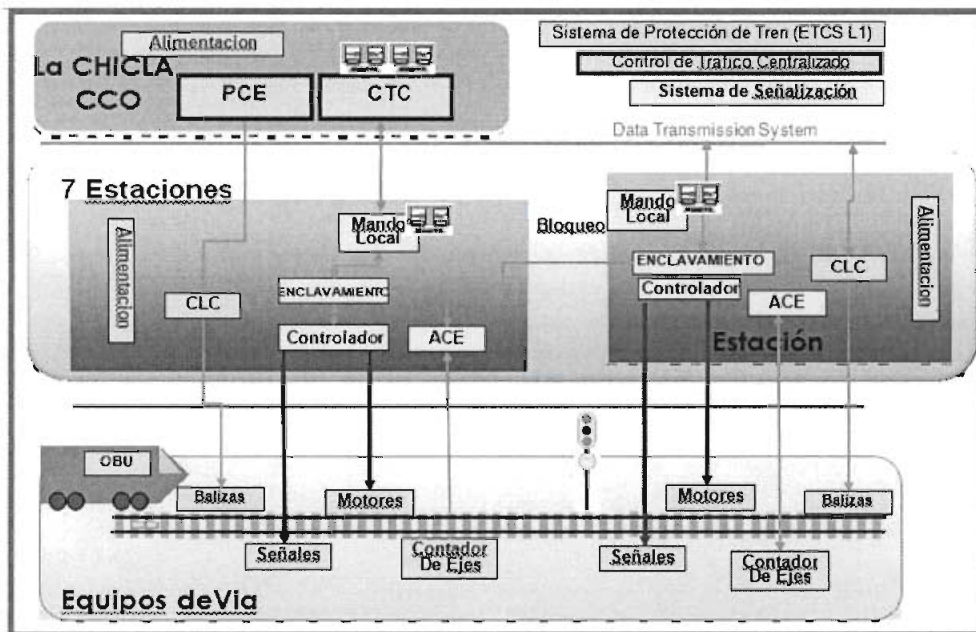 Alimentacion
La CHiCLA
CCO
PCE
CTC
Sistema de Protección de Tren (ETCS L1)
Control de Trafico Centralizado
Sistema de Señalización
Data Transmission System
7 Estaciones
Alimentacion
Mando
Local
ENCLAVAMIENTO
CLC
Controlador
ACE
Bloqueo
Mando
Local
ENCLAVAMIENTO
Controlador
CLC
ACE
Alimentacion
Estación
OBU
Balizas
Motores
Señales
Contador
De Ejes
Motores
Balizas
Señales
Contador
De Ejes
Equipos deVia